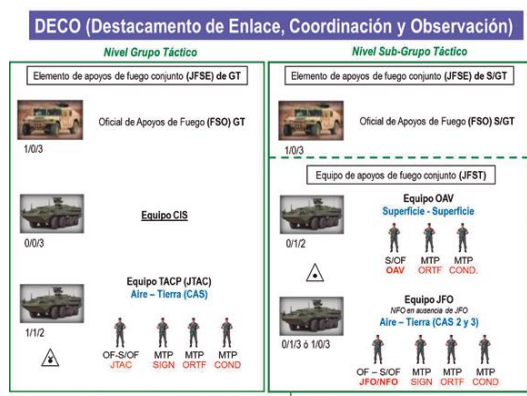 DECO (Destacamento de Enlace, Coordinación y Observación)
Nivel Grupo Táctico
Elemento de apoyos de fuego conjunto (JFSE) de GT
Oficial de Apoyos de Fuego (FSO) GT
1/0/3
Equipo CIS
0/0/3
Equipo TACP (JTAC)
Aire – Tierra (CAS)
1/1/2
OF-S/OF MTP MTP MTP
JTAC SIGN ORTF COND
Nivel Sub-Grupo Táctico
Elemento de apoyos de fuego conjunto (JFSE) de S/GT
Oficial de Apoyos de Fuego (FSO) S/GT
1/0/3
Equipo de apoyos de fuego conjunto (JFST)
Equipo OAV
Superficie - Superficie
0/1/2
S/OF MTP MTP
OAV ORTF COND.
Equipo JFO
NFO en ausencia de JFO
Aire – Tierra (CAS 2 y 3)
0/1/3 ó 1/0/3
OF – S/OF MTP MTP MTP
JFO/NFO SIGN ORTF COND